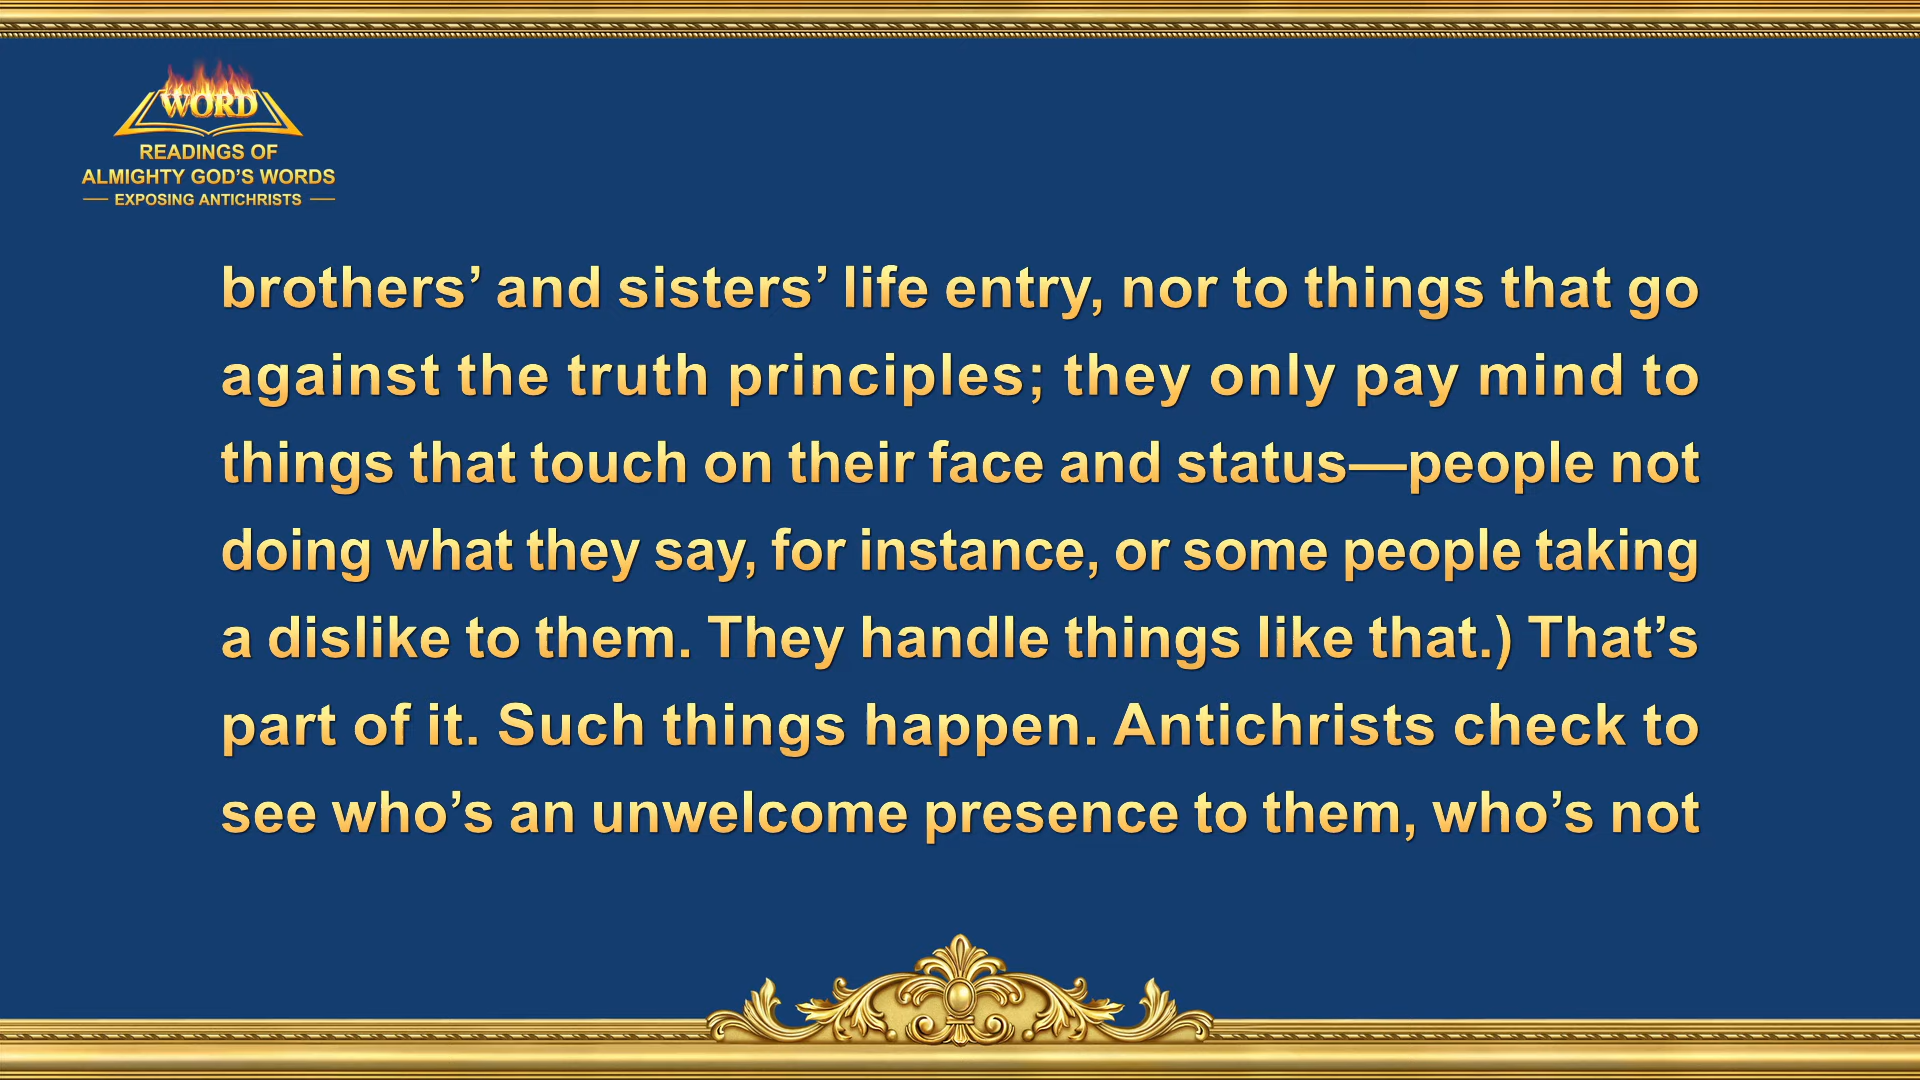 WORD
READINGS OF
ALMIGHTY GOD’S WORDS
EXPOSING ANTICHRISTS
brothers’ and sisters’ life entry, nor to things that go
against the truth principles; they only pay mind to
things that touch on their face and status—people not
doing what they say, for instance, or some people taking
a dislike to them. They handle things like that.) That’s
part of it. Such things happen. Antichrists check to
see who’s an unwelcome presence to them, who’s not